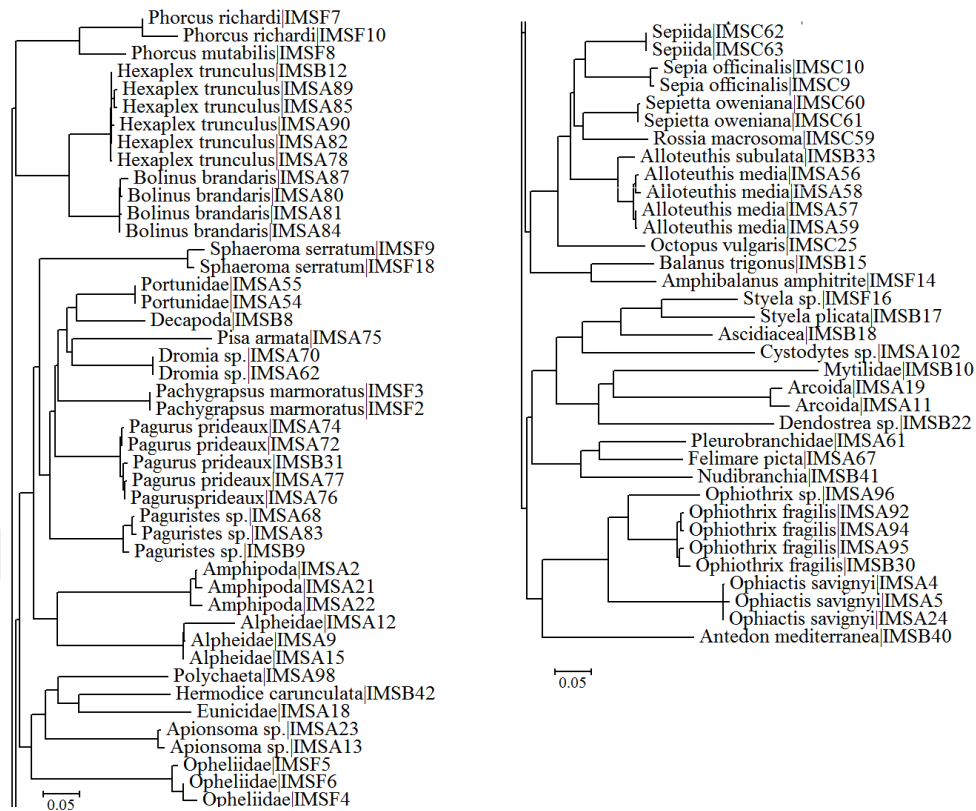 Phorcus richardi|IMSF7
Phorcus richardi|IMSF10
Phorcus mutabilis|IMSF8
Hexaplex trunculus|IMSB12
Hexaplex trunculus|IMSA89
Hexaplex trunculus|IMSA85
Hexaplex trunculus|IMSA90
Hexaplex trunculus|IMSA82
Hexaplex trunculus|IMSA78
Bolinus brandaris|IMSA87
Bolinus brandaris|IMSA80
Bolinus brandaris|IMSA81
Bolinus brandaris|IMSA84
Sphaeroma serratum|IMSF9
Sphaeroma serratum|IMSF18
Portunidae|IMSA55
Portunidae|IMSA54
Decapoda|IMSB8
Pisa armata|IMSA75
Dromia sp.|IMSA70
Dromia sp.|IMSA62
Pachygrapsus marmoratus|IMSF3
Pachygrapsus marmoratus|IMSF2
Pagurus prideaux|IMSA74
Pagurus prideaux|IMSA72
Pagurus prideaux|IMSB31
Pagurus prideaux|IMSA77
Pagurusprideaux|IMSA76
Paguristes sp.|IMSA68
Paguristes sp.|IMSA83
Paguristes sp.|IMSB9
Amphipoda|IMSA2
Amphipoda|IMSA21
Amphipoda|IMSA22
Alpheidae|IMSA12
Alpheidae|IMSA9
Alpheidae|IMSA15
Polychaeta|IMSA98
Hermodice carunculata|IMSB42
Eunicidae|IMSA18
Apionsoma sp.|IMSA23
Apionsoma sp.|IMSA13
Opheliidae|IMSF5
Opheliidae|IMSF6
Opheliidae|IMSF4
0.05
Sepiida|IMSC62
Sepiida|IMSC63
Sepia officinalis|IMSC10
Sepia officinalis|IMSC9
Sepietta oweniana|IMSC60
Sepietta oweniana|IMSC61
Rossia macrosoma|IMSC59
Alloteuthis subulata|IMSB33
Alloteuthis media|IMSA56
Alloteuthis media|IMSA58
Alloteuthis media|IMSA57
Alloteuthis media|IMSA59
Octopus vulgaris|IMSC25
Balanus trigonus|IMSB15
Amphibalanus amphitrite|IMSF14
Styela sp.|IMSF16
Styela plicata|IMSB17
Ascidiacea|IMSB18
Cystodytes sp.|IMSA102
Mytilidae|IMSB10
Arcoida|IMSA19
Arcoida|IMSA11
Dendostrea sp.|IMSB22
Pleurobranchidae|IMSA61
Felimare picta|IMSA67
Nudibranchia|IMSB41
Ophiothrix sp.|IMSA96
Ophiothrix fragilis|IMSA92
Ophiothrix fragilis|IMSA94
Ophiothrix fragilis|IMSA95
Ophiothrix fragilis|IMSB30
Ophiactis savignyi|IMSA4
Ophiactis savignyi|IMSA5
Ophiactis savignyi|IMSA24
Antedon mediterranea|IMSB40
0.05